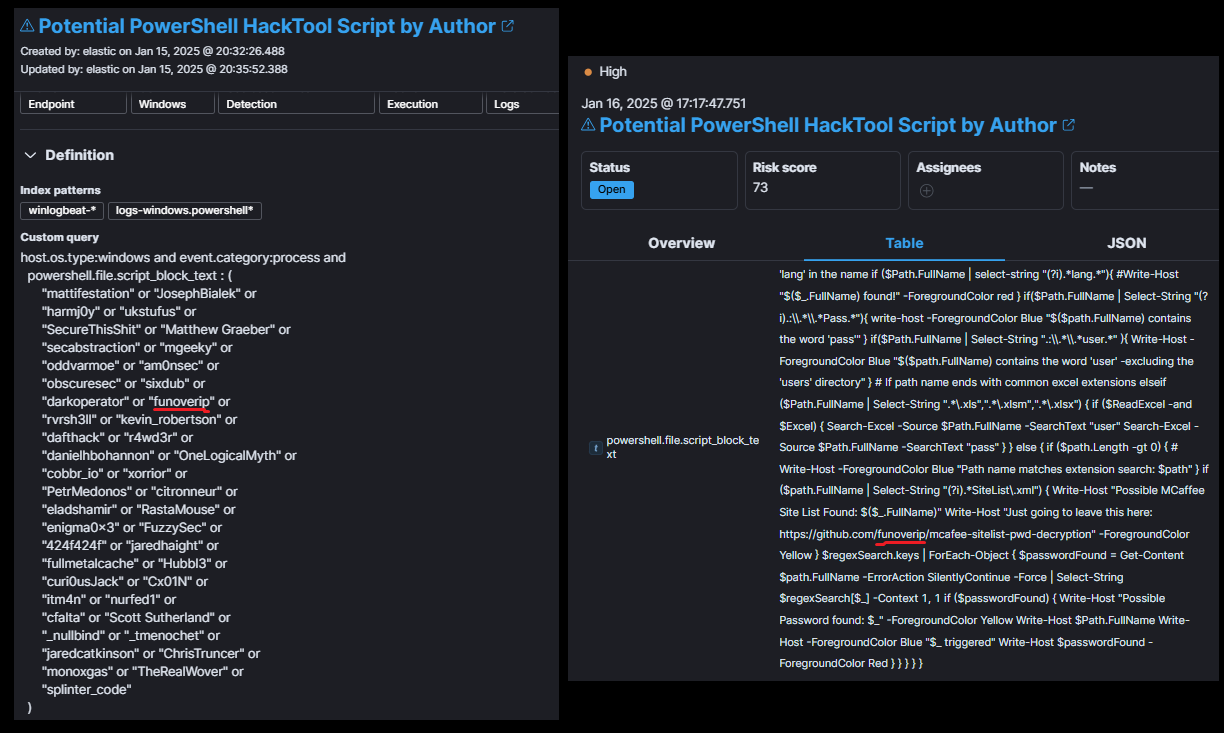 Potential PowerShell HackTool Script by Author
Created by: elastic on Jan 15, 2025 @ 20:32:26.488
Updated by: elastic on Jan 15, 2025 @ 20:35:52.388
Endpoint Windows Detection Execution Logs
Definition
Index patterns
winlogbeat-* logs-windows.powershell*
Custom query
host.os.type:windows and event.category:process and
powershell.file.script_block_text : (
"mattifestation" or "JosephBialek" or
"harmj0y" or "ukstufus" or
"SecureThisShit" or "Matthew Graeber" or
"secabstraction" or "mgeeky" or
"oddvarmoe" or "am0nsec" or
"obscuresec" or "sixdub" or
"darkoperator" or "funoverip" or
"rvrsh3ll" or "kevin_robertson" or
"dafthack" or "r4wd3r" or
"danielhbohannon" or "OneLogicalMyth" or
"cobbr_io" or "xorrior" or
"PetrMedonos" or "citronneur" or
"eladshamir" or "RastaMouse" or
"enigma0x3" or "FuzzySec" or
"424f424f" or "jaredhaight" or
"fullmetalcache" or "Hubbl3" or
"curi0usJack" or "Cx01N" or
"itm4n" or "nurfed1" or
"cfalta" or "Scott Sutherland" or
"_nullbind" or "_tmenochet" or
"jaredcatkinson" or "ChrisTruncer" or
"monoxgas" or "TheRealWover" or
"splinter_code"
)
High
Jan 16, 2025 @ 17:17:47.751
Potential PowerShell HackTool Script by Author
Status Risk score Assignees Notes
Open 73 —
Overview Table JSON
t powershell.file.script_block_te
xt
'lang' in the name if ($Path.FullName | select-string "(?i).*lang.*"){ #Write-Host
"$($_.FullName) found!" -ForegroundColor red } if($Path.FullName | Select-String "(?
i).:\\.*\\.*Pass.*"){ write-host -ForegroundColor Blue "$($path.FullName) contains
the word 'pass'" } if($Path.FullName | Select-String ".:\\.*\\.*user.*" ){ Write-Host -
ForegroundColor Blue "$($path.FullName) contains the word 'user' -excluding the
'users' directory" } # If path name ends with common excel extensions elseif
($Path.FullName | Select-String ".*\.xls",".*\.xlsm",".*\.xlsx") { if ($ReadExcel -and
$Excel) { Search-Excel -Source $Path.FullName -SearchText "user" Search-Excel -
Source $Path.FullName -SearchText "pass" } } else { if ($path.Length -gt 0) { #
Write-Host -ForegroundColor Blue "Path name matches extension search: $path" } if
($path.FullName | Select-String "(?i).*SiteList\.xml") { Write-Host "Possible MCaffee
Site List Found: $($_.FullName)" Write-Host "Just going to leave this here:
https://github.com/funoverip/mcafee-sitelist-pwd-decryption" -ForegroundColor
Yellow } $regexSearch.keys | ForEach-Object { $passwordFound = Get-Content
$path.FullName -ErrorAction SilentlyContinue -Force | Select-String
$regexSearch[$_] -Context 1, 1 if ($passwordFound) { Write-Host "Possible
Password found: $_" -ForegroundColor Yellow Write-Host $Path.FullName Write-
Host -ForegroundColor Blue "$_ triggered" Write-Host $passwordFound -
ForegroundColor Red } } } } }